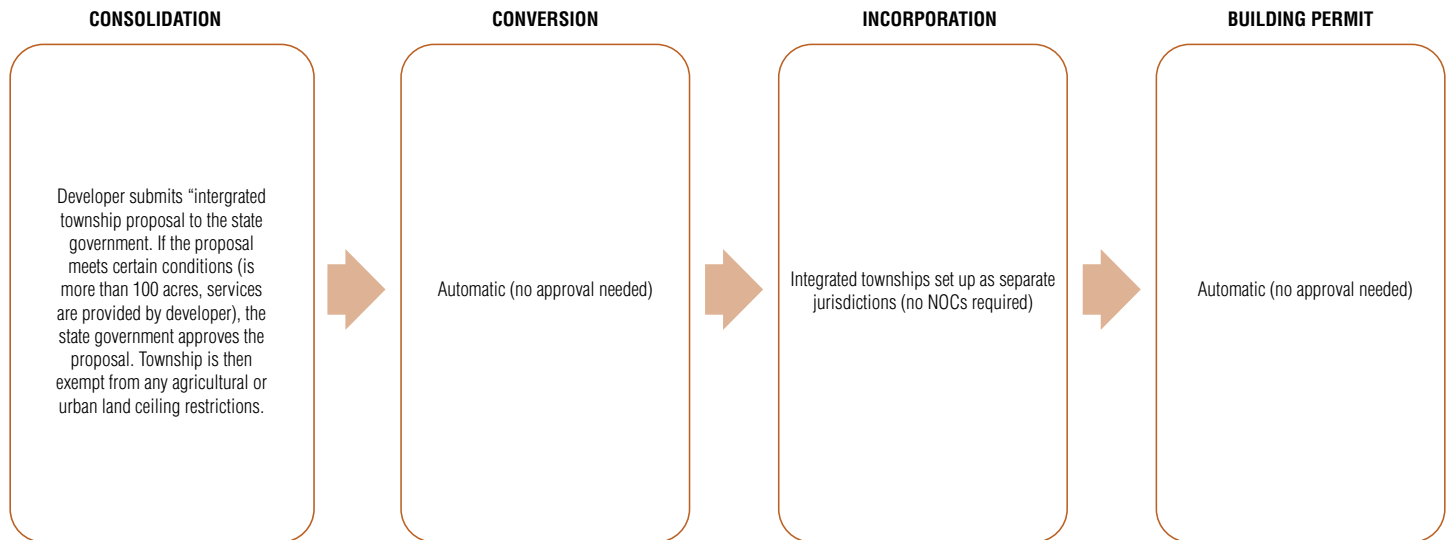 CONSOLIDATION
CONVERSION
INCORPORATION
BUILDING PERMIT
Developer submits “intergrated
township proposal to the state
government. If the proposal
meets certain conditions (is
more than 100 acres, services
are provided by developer), the
state government approves the
proposal. Township is then
exempt from any agricultural or
urban land ceiling restrictions.
Automatic (no approval needed)
Integrated townships set up as separate
jurisdictions (no NOCs required)
Automatic (no approval needed)